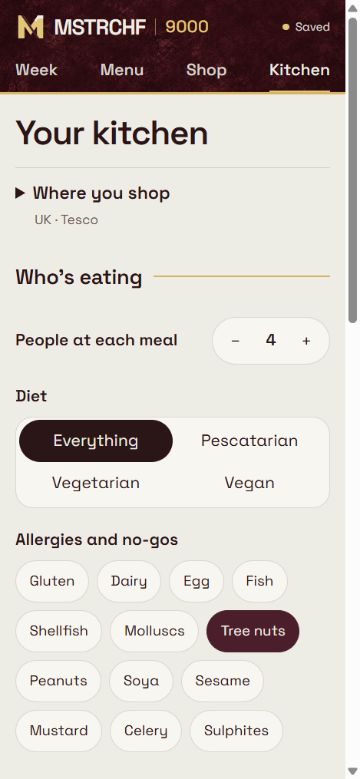 MSTRCHF 9000 Saved
Week Menu Shop Kitchen
Your kitchen
▶ Where you shop
UK · Tesco
Who's eating
People at each meal − 4 +
Diet
Everything Pescatarian
Vegetarian Vegan
Allergies and no-gos
Gluten Dairy Egg Fish
Shellfish Molluscs Tree nuts
Peanuts Soya Sesame
Mustard Celery Sulphites